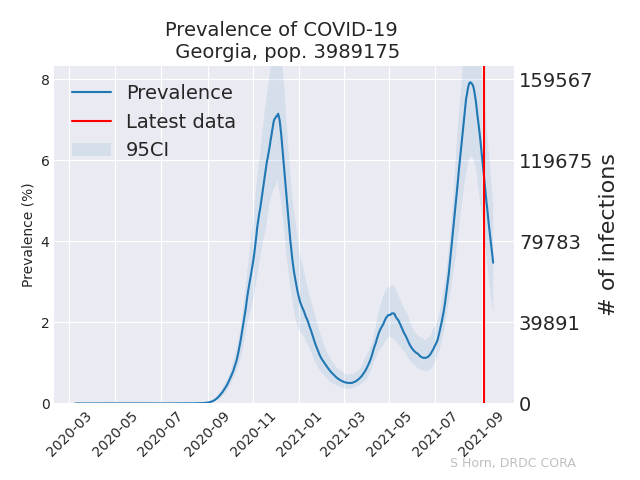 Prevalence of COVID-19
Georgia, pop. 3989175
Prevalence
Latest data
95CI
Prevalence (%)
8
6
4
2
0
159567
119675
79783
39891
0
# of infections
2020-03
2020-05
2020-07
2020-09
2020-11
2021-01
2021-03
2021-05
2021-07
2021-09
S Horn, DRDC CORA